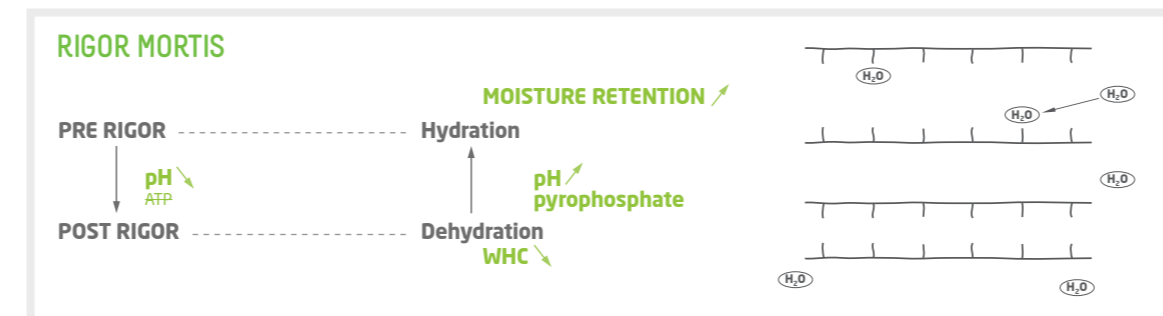 RIGOR MORTIS
MOISTURE RETENTION
PRE RIGOR
Hydration
pH
ATP
pH
pyrophosphate
POST RIGOR
Dehydration
WHC
H₂O
H₂O
H₂O
H₂O
H₂O
H₂O